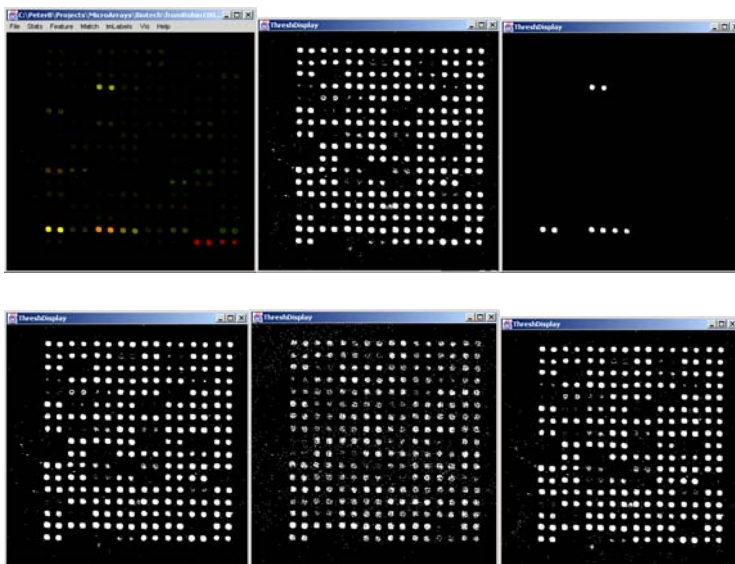 C:\PeterB\Projects\MicroArrays\Biotech\
File Stats Feature Match ImLabels Vis Help
ThreshDisplay
ThreshDisplay
ThreshDisplay
ThreshDisplay
ThreshDisplay